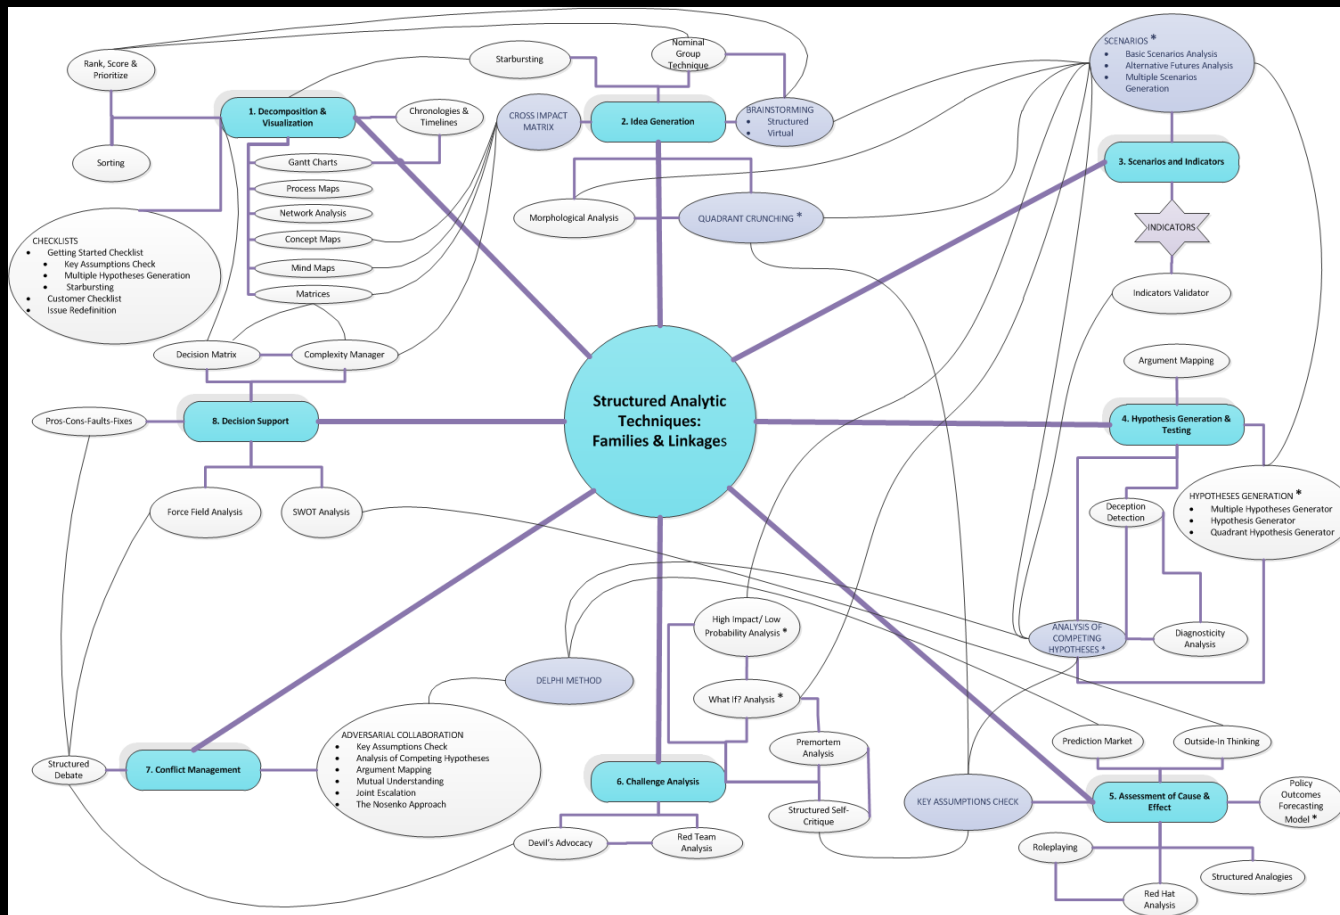 Structured Analytic
Techniques:
Families & Linkages
1. Decomposition &
Visualization
Rank, Score &
Prioritize
Sorting
Chronologies &
Timelines
Gantt Charts
Process Maps
Network Analysis
Concept Maps
Mind Maps
Matrices
CHECKLISTS
• Getting Started Checklist
• Key Assumptions Check
• Multiple Hypotheses Generation
• Starbursting
• Customer Checklist
• Issue Redefinition
2. Idea Generation
Starbursting
Nominal
Group
Technique
CROSS IMPACT
MATRIX
BRAINSTORMING
• Structured
• Virtual
Morphological Analysis
QUADRANT CRUNCHING *
3. Scenarios and Indicators
SCENARIOS *
• Basic Scenarios Analysis
• Alternative Futures Analysis
• Multiple Scenarios
Generation
INDICATORS
Indicators Validator
4. Hypothesis Generation &
Testing
Argument Mapping
Deception
Detection
HYPOTHESES GENERATION *
• Multiple Hypotheses Generator
• Hypothesis Generator
• Quadrant Hypothesis Generator
ANALYSIS OF
COMPETING
HYPOTHESES *
Diagnosticity
Analysis
5. Assessment of Cause &
Effect
Prediction Market
Outside-In Thinking
KEY ASSUMPTIONS CHECK
Policy
Outcomes
Forecasting
Model *
Roleplaying
Red Hat
Analysis
Structured Analogies
6. Challenge Analysis
High Impact/ Low
Probability Analysis *
What If? Analysis *
Premortem
Analysis
Structured Self-
Critique
Devil's Advocacy
Red Team
Analysis
7. Conflict Management
Structured
Debate
ADVERSARIAL COLLABORATION
• Key Assumptions Check
• Analysis of Competing Hypotheses
• Argument Mapping
• Mutual Understanding
• Joint Escalation
• The Nosenko Approach
DELPHI METHOD
8. Decision Support
Decision Matrix
Complexity Manager
Pros-Cons-Faults-Fixes
Force Field Analysis
SWOT Analysis